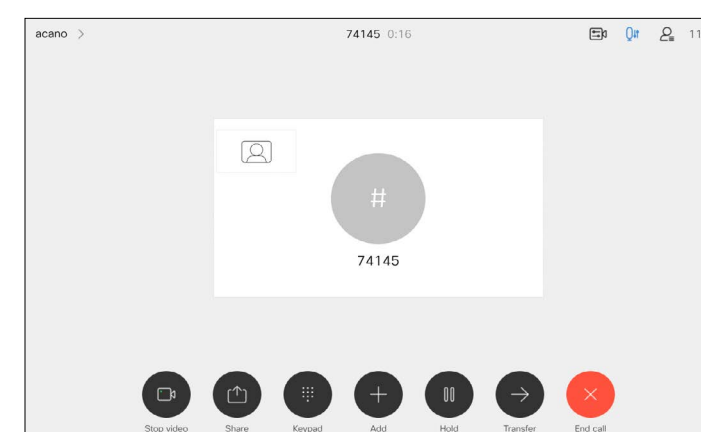 acano >
74145 0:16
11
#
74145
Stop video Share Keypad Add Hold Transfer End call